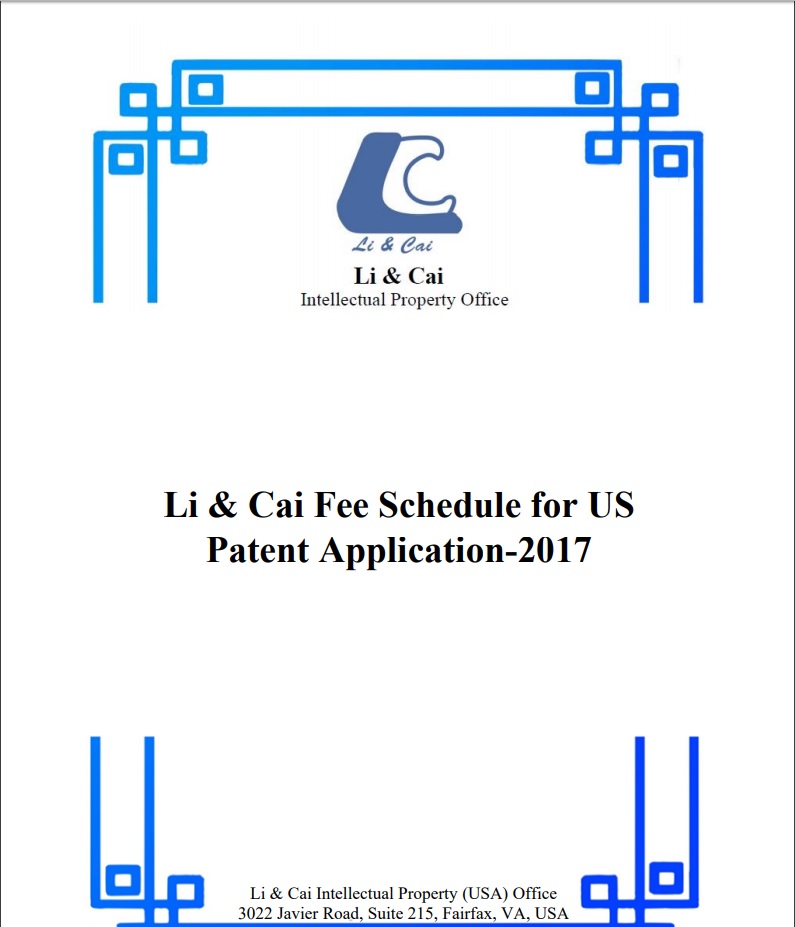 Li & Cai
Li & Cai
Intellectual Property Office
Li & Cai Fee Schedule for US
Patent Application-2017
Li & Cai Intellectual Property (USA) Office
3022 Javier Road, Suite 215, Fairfax, VA, USA